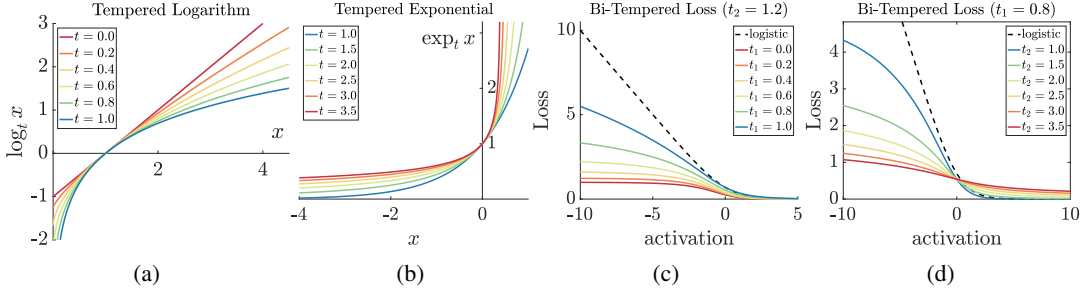 Tempered Logarithm
3
t = 0.0
t = 0.2
t = 0.4
t = 0.6
t = 0.8
t = 1.0
2
1
0
-1
-2
2
4
x
log_t x
(a)
Tempered Exponential
exp_t x
t = 1.0
t = 1.5
t = 2.0
t = 2.5
t = 3.0
t = 3.5
2
1
-4
-2
0
x
(b)
Bi-Tempered Loss (t₂ = 1.2)
logistic
t₁ = 0.0
t₁ = 0.2
t₁ = 0.4
t₁ = 0.6
t₁ = 0.8
t₁ = 1.0
10
5
0
Loss
-10
-5
0
5
activation
(c)
Bi-Tempered Loss (t₁ = 0.8)
logistic
t₂ = 1.0
t₂ = 1.5
t₂ = 2.0
t₂ = 2.5
t₂ = 3.0
t₂ = 3.5
4
3
2
1
0
Loss
-10
0
10
activation
(d)